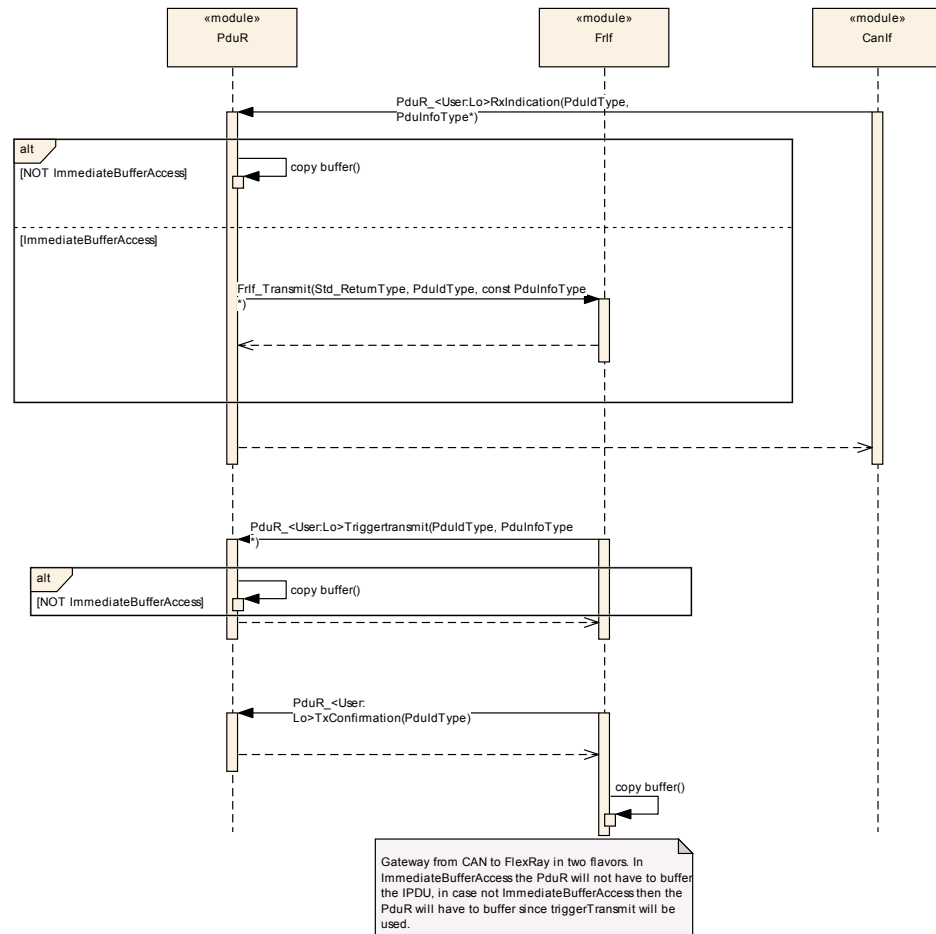 «module»
PduR
«module»
FrIf
«module»
CanIf
PduR_<User:Lo>RxIndication(PduIdType,
PduInfoType*)
alt
[NOT ImmediateBufferAccess]
copy buffer()
[ImmediateBufferAccess]
FrIf_Transmit(Std_ReturnType, PduIdType, const PduInfoType
*)
PduR_<User:Lo>Triggertransmit(PduIdType, PduInfoType
*)
alt
[NOT ImmediateBufferAccess]
copy buffer()
PduR_<User:
Lo>TxConfirmation(PduIdType)
copy buffer()
Gateway from CAN to FlexRay in two flavors. In
ImmediateBufferAccess the PduR will not have to buffer
the IPDU, in case not ImmediateBufferAccess then the
PduR will have to buffer since triggerTransmit will be
used.